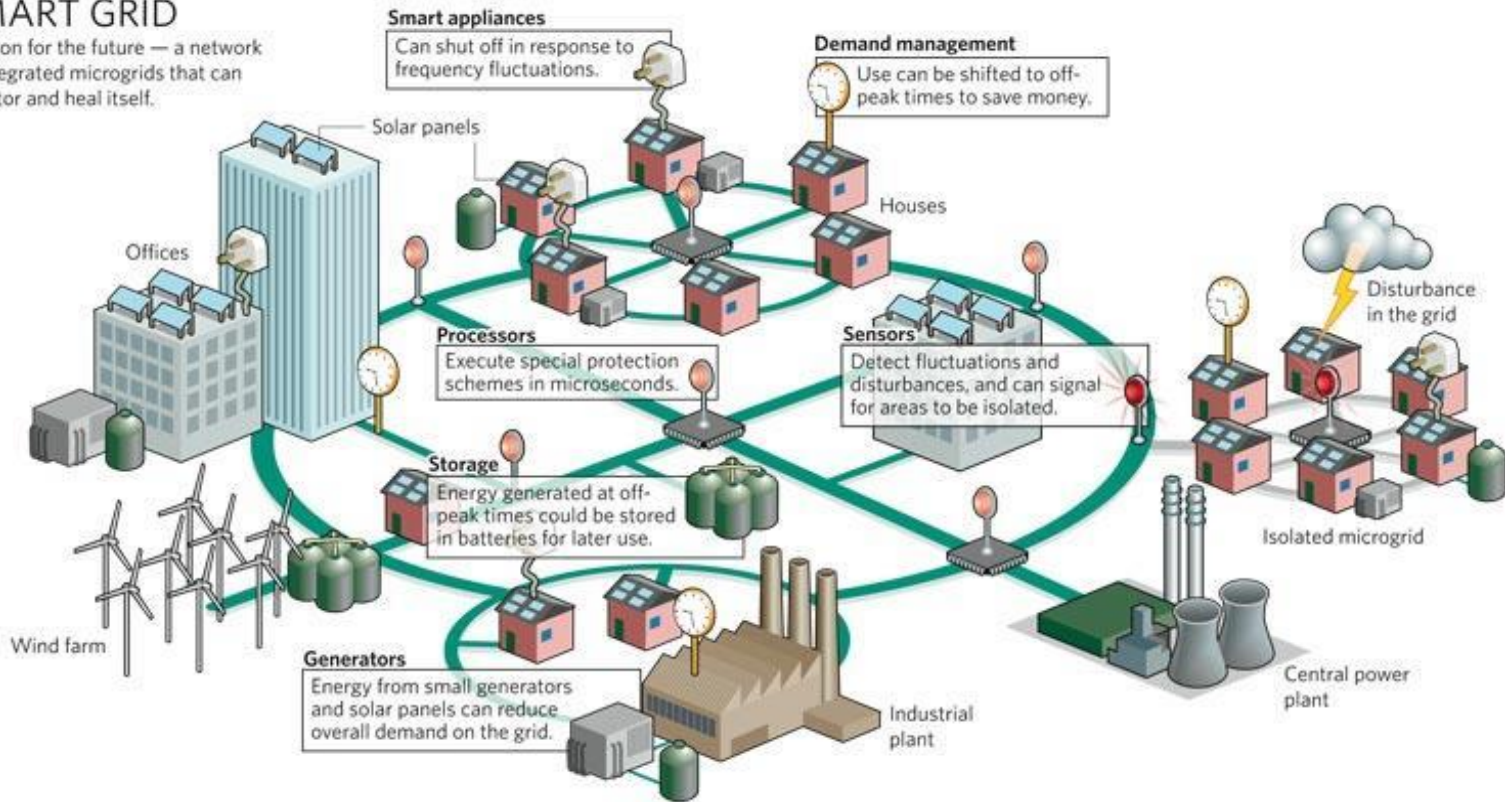 MART GRID
on for the future — a network
egrated microgrids that can
tor and heal itself.
Smart appliances
Can shut off in response to
frequency fluctuations.
Demand management
Use can be shifted to off-
peak times to save money.
Solar panels
Houses
Offices
Disturbance
in the grid
Processors
Execute special protection
schemes in microseconds.
Sensors
Detect fluctuations and
disturbances, and can signal
for areas to be isolated.
Storage
Energy generated at off-
peak times could be stored
in batteries for later use.
Isolated microgrid
Wind farm
Generators
Energy from small generators
and solar panels can reduce
overall demand on the grid.
Industrial
plant
Central power
plant